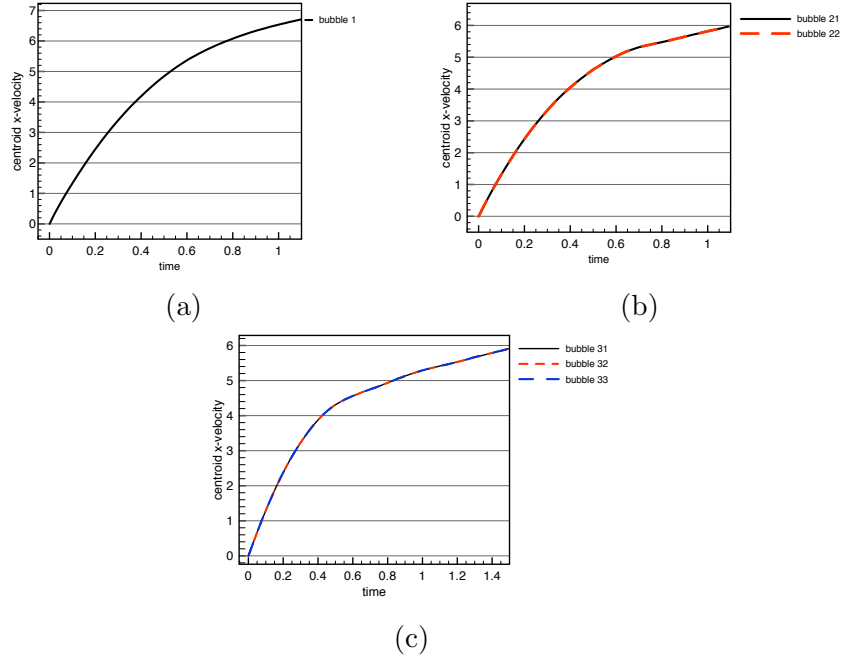 7
6
5
4
3
2
1
0
centroid x-velocity
0 0.2 0.4 0.6 0.8 1
time
bubble 1
(a)
6
5
4
3
2
1
0
centroid x-velocity
0 0.2 0.4 0.6 0.8 1
time
bubble 21
bubble 22
(b)
6
5
4
3
2
1
0
centroid x-velocity
0 0.2 0.4 0.6 0.8 1 1.2 1.4
time
bubble 31
bubble 32
bubble 33
(c)